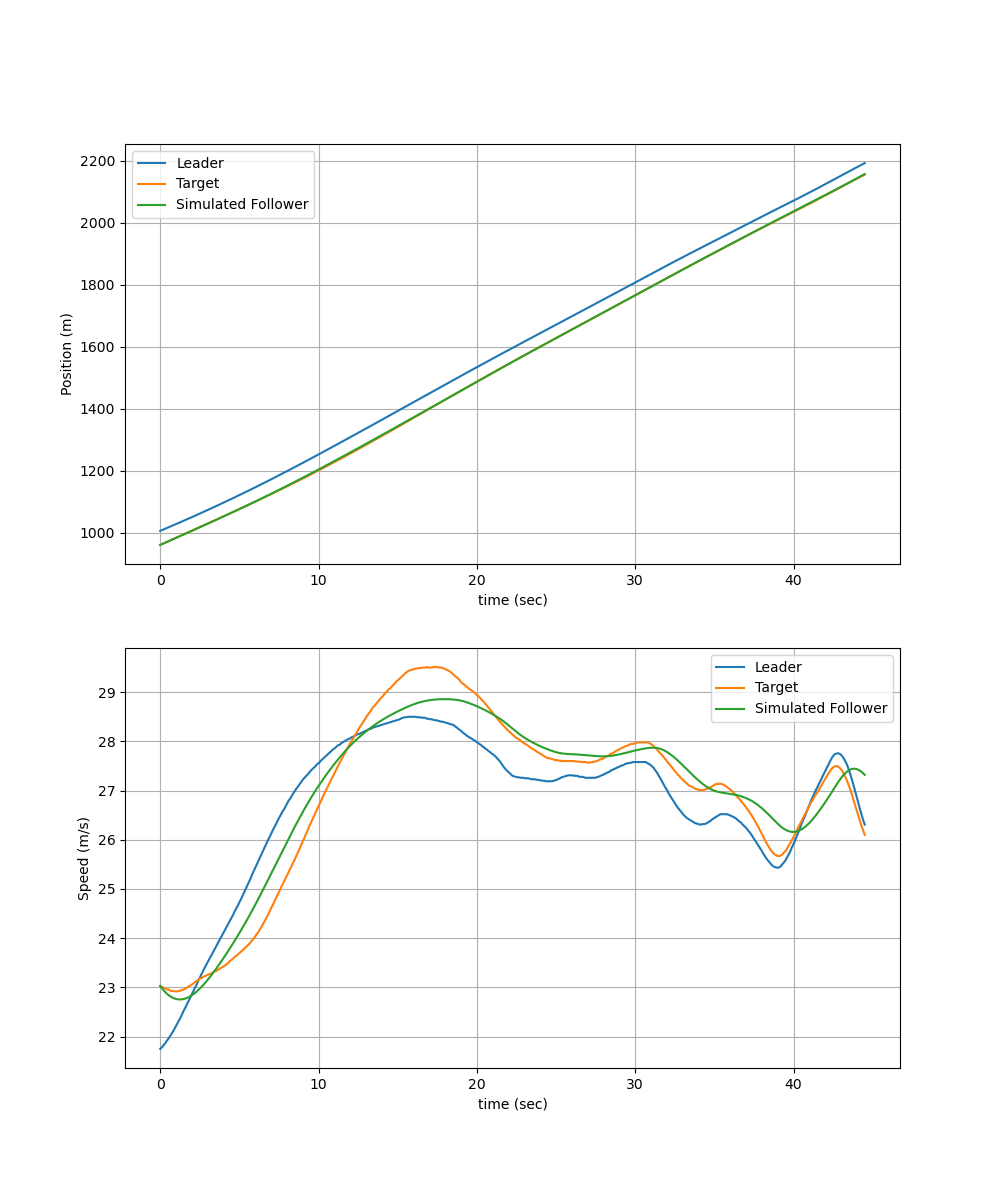 2200
2000
1800
1600
1400
1200
1000
Position (m)
Leader
Target
Simulated Follower
0 10 20 30 40
time (sec)
29
28
27
26
25
24
23
22
Speed (m/s)
Leader
Target
Simulated Follower
0 10 20 30 40
time (sec)